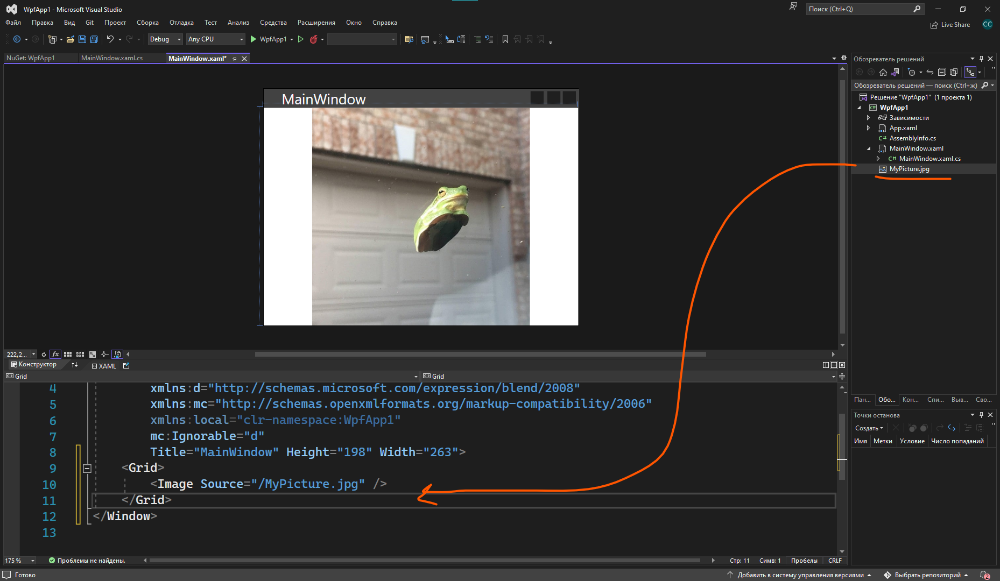 WpfApp1 - Microsoft Visual Studio
Поиск (Ctrl+Q)
Файл Правка Вид Git Проект Сборка Отладка Тест Анализ Средства Расширения Окно Справка
Live Share CC
Debug Any CPU WpfApp1
NuGet: WpfApp1 MainWindow.xaml.cs MainWindow.xaml*
MainWindow
Обозреватель решений
Обозреватель решений — поиск (Ctrl+ж)
Решение "WpfApp1" (1 проекта 1)
C# WpfApp1
Зависимости
App.xaml
C# AssemblyInfo.cs
MainWindow.xaml
C# MainWindow.xaml.cs
MyPicture.jpg
222,2... fx
Конструктор XAML
Grid Grid
4 xmlns:d="http://schemas.microsoft.com/expression/blend/2008"
5 xmlns:mc="http://schemas.openxmlformats.org/markup-compatibility/2006"
6 xmlns:local="clr-namespace:WpfApp1"
7 mc:Ignorable="d"
8 Title="MainWindow" Height="198" Width="263">
9 <Grid>
10 <Image Source="/MyPicture.jpg" />
11 </Grid>
12 </Window>
13
Пан... Обо... Кон... Спи... Выв... Сво...
Точки останова
Создать
Имя Метки Условие Число попаданий
175 % Проблемы не найдены. Стр: 11 Симв: 1 Пробелы CRLF
Готово Добавить в систему управления версиями Выбрать репозиторий 2